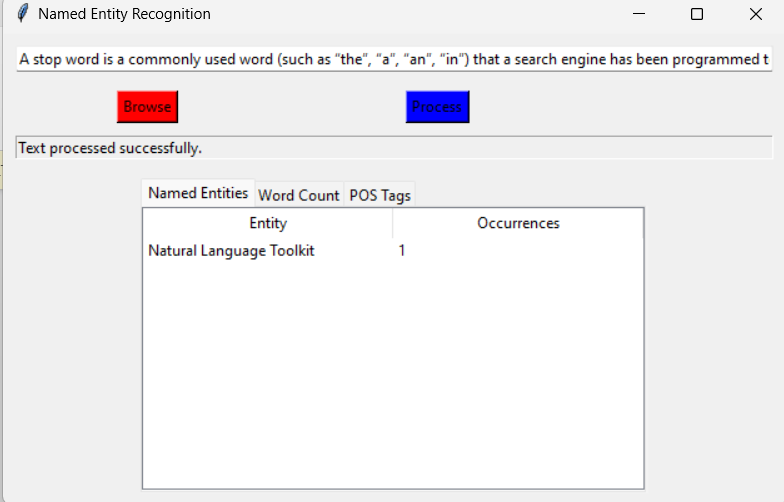 Named Entity Recognition
A stop word is a commonly used word (such as “the”, “a”, “an”, “in”) that a search engine has been programmed t
Browse Process
Text processed successfully.
Named Entities Word Count POS Tags
Entity Occurrences
Natural Language Toolkit 1